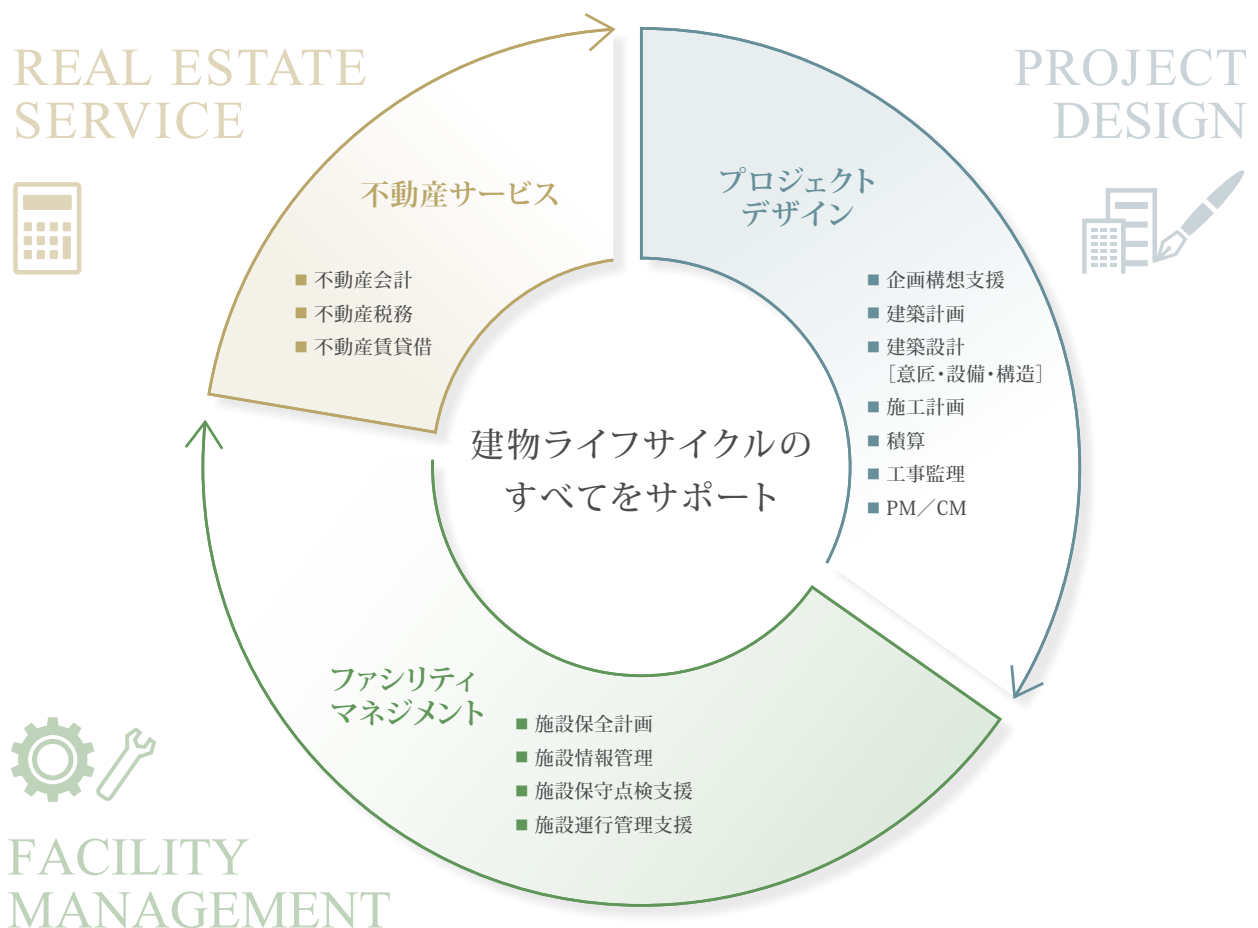 REAL ESTATE
SERVICE
PROJECT
DESIGN
不動産サービス
■ 不動産会計
■ 不動産税務
■ 不動産賃貸借
プロジェクト
デザイン
■ 企画構想支援
■ 建築計画
■ 建築設計
［意匠・設備・構造］
■ 施工計画
■ 積算
■ 工事監理
■ PM／CM
建物ライフサイクルの
すべてをサポート
ファシリティ
マネジメント
■ 施設保全計画
■ 施設情報管理
■ 施設保守点検支援
■ 施設運行管理支援
FACILITY
MANAGEMENT